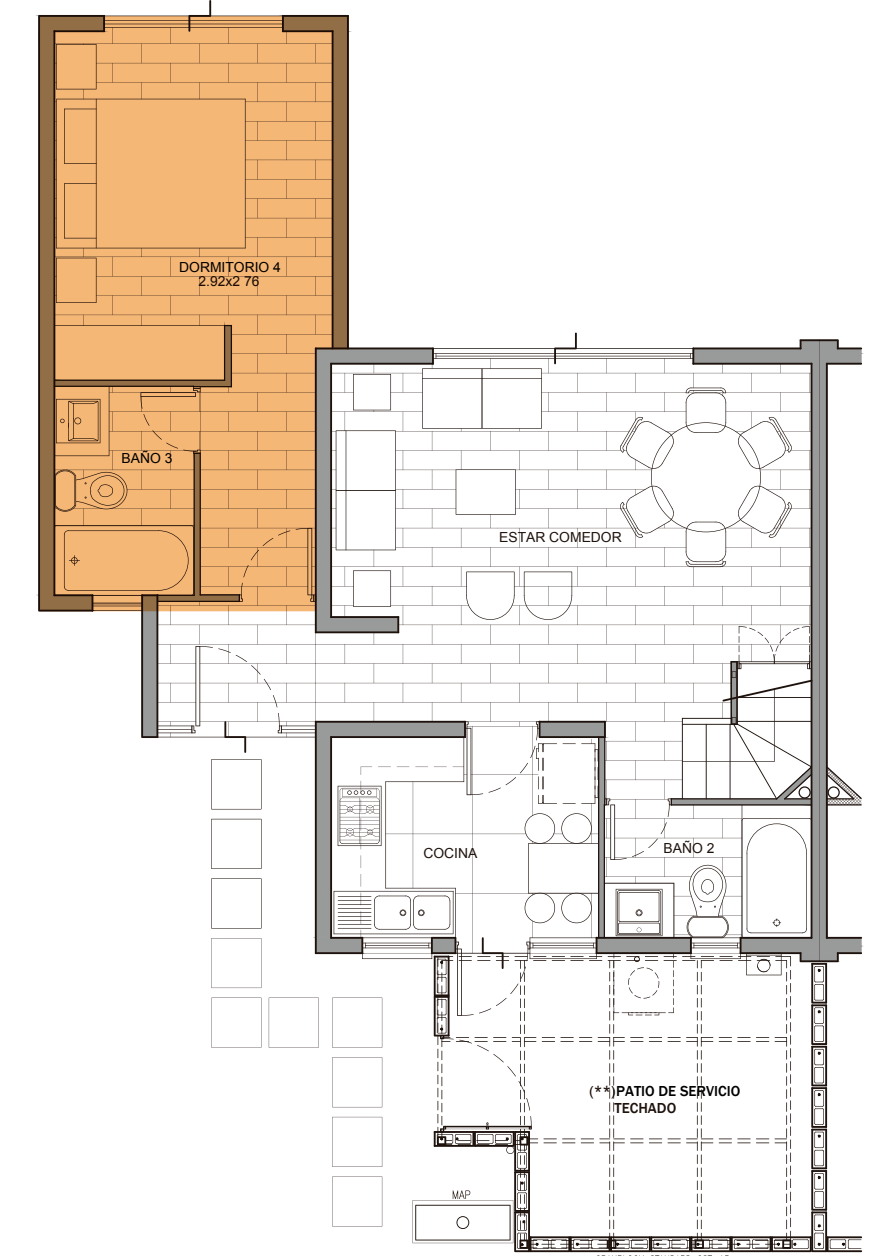 DORMITORIO 4
2.92x2 76
BAÑO 3
ESTAR COMEDOR
COCINA
BAÑO 2
(**)PATIO DE SERVICIO
TECHADO
MAP